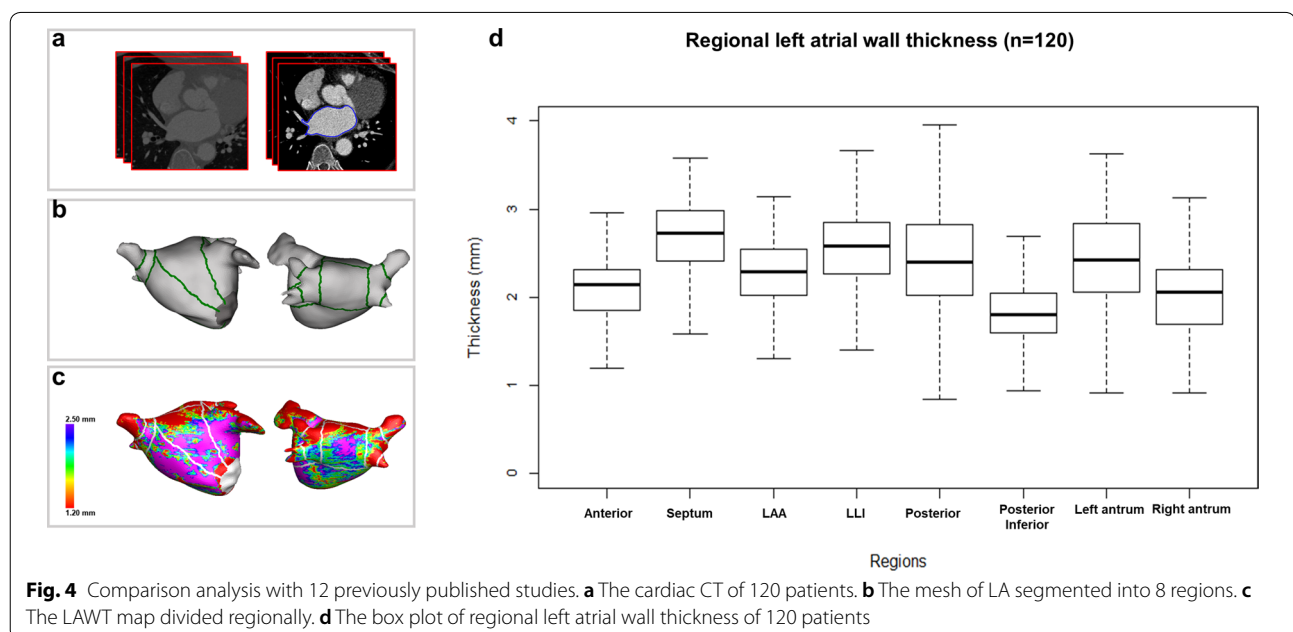 a
b
c
2.50 mm
1.20 mm
d
Regional left atrial wall thickness (n=120)
Thickness (mm)
4
3
2
1
0
Anterior
Septum
LAA
LLI
Posterior
Posterior
Inferior
Left antrum
Right antrum
Regions
Fig. 4 Comparison analysis with 12 previously published studies. a The cardiac CT of 120 patients. b The mesh of LA segmented into 8 regions. c
The LAWT map divided regionally. d The box plot of regional left atrial wall thickness of 120 patients